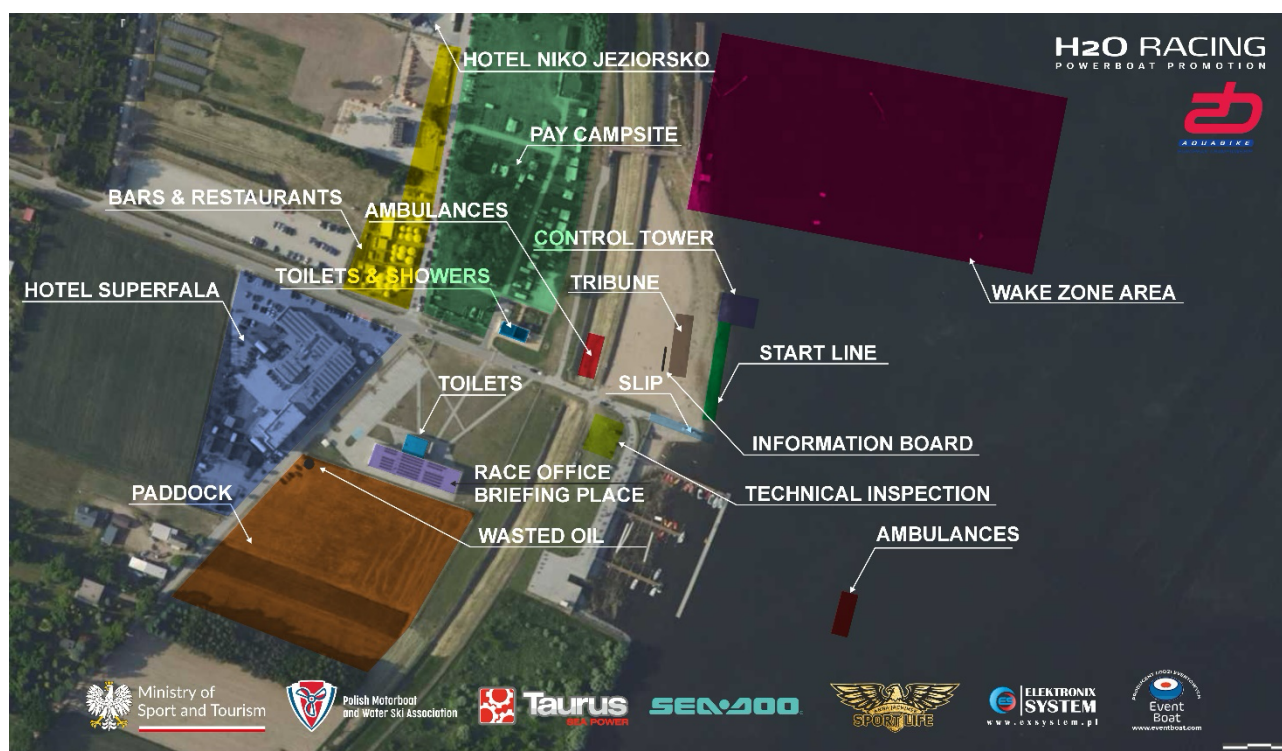 H2O RACING
POWERBOAT PROMOTION
AQUABIKE
HOTEL NIKO JEZIORSKO
PAY CAMPSITE
BARS & RESTAURANTS
AMBULANCES
CONTROL TOWER
TOILETS & SHOWERS
TRIBUNE
HOTEL SUPERFALA
WAKE ZONE AREA
START LINE
TOILETS
SLIP
INFORMATION BOARD
RACE OFFICE
BRIEFING PLACE
PADDOCK
TECHNICAL INSPECTION
WASTED OIL
AMBULANCES
Ministry of
Sport and Tourism
Polish Motorboat
and Water Ski Association
Taurus
SEA POWER
SEA-DOO
SPORT LIFE
ELEKTRONIX
SYSTEM
www.exsystem.pl
Event
Boat
www.eventboat.com